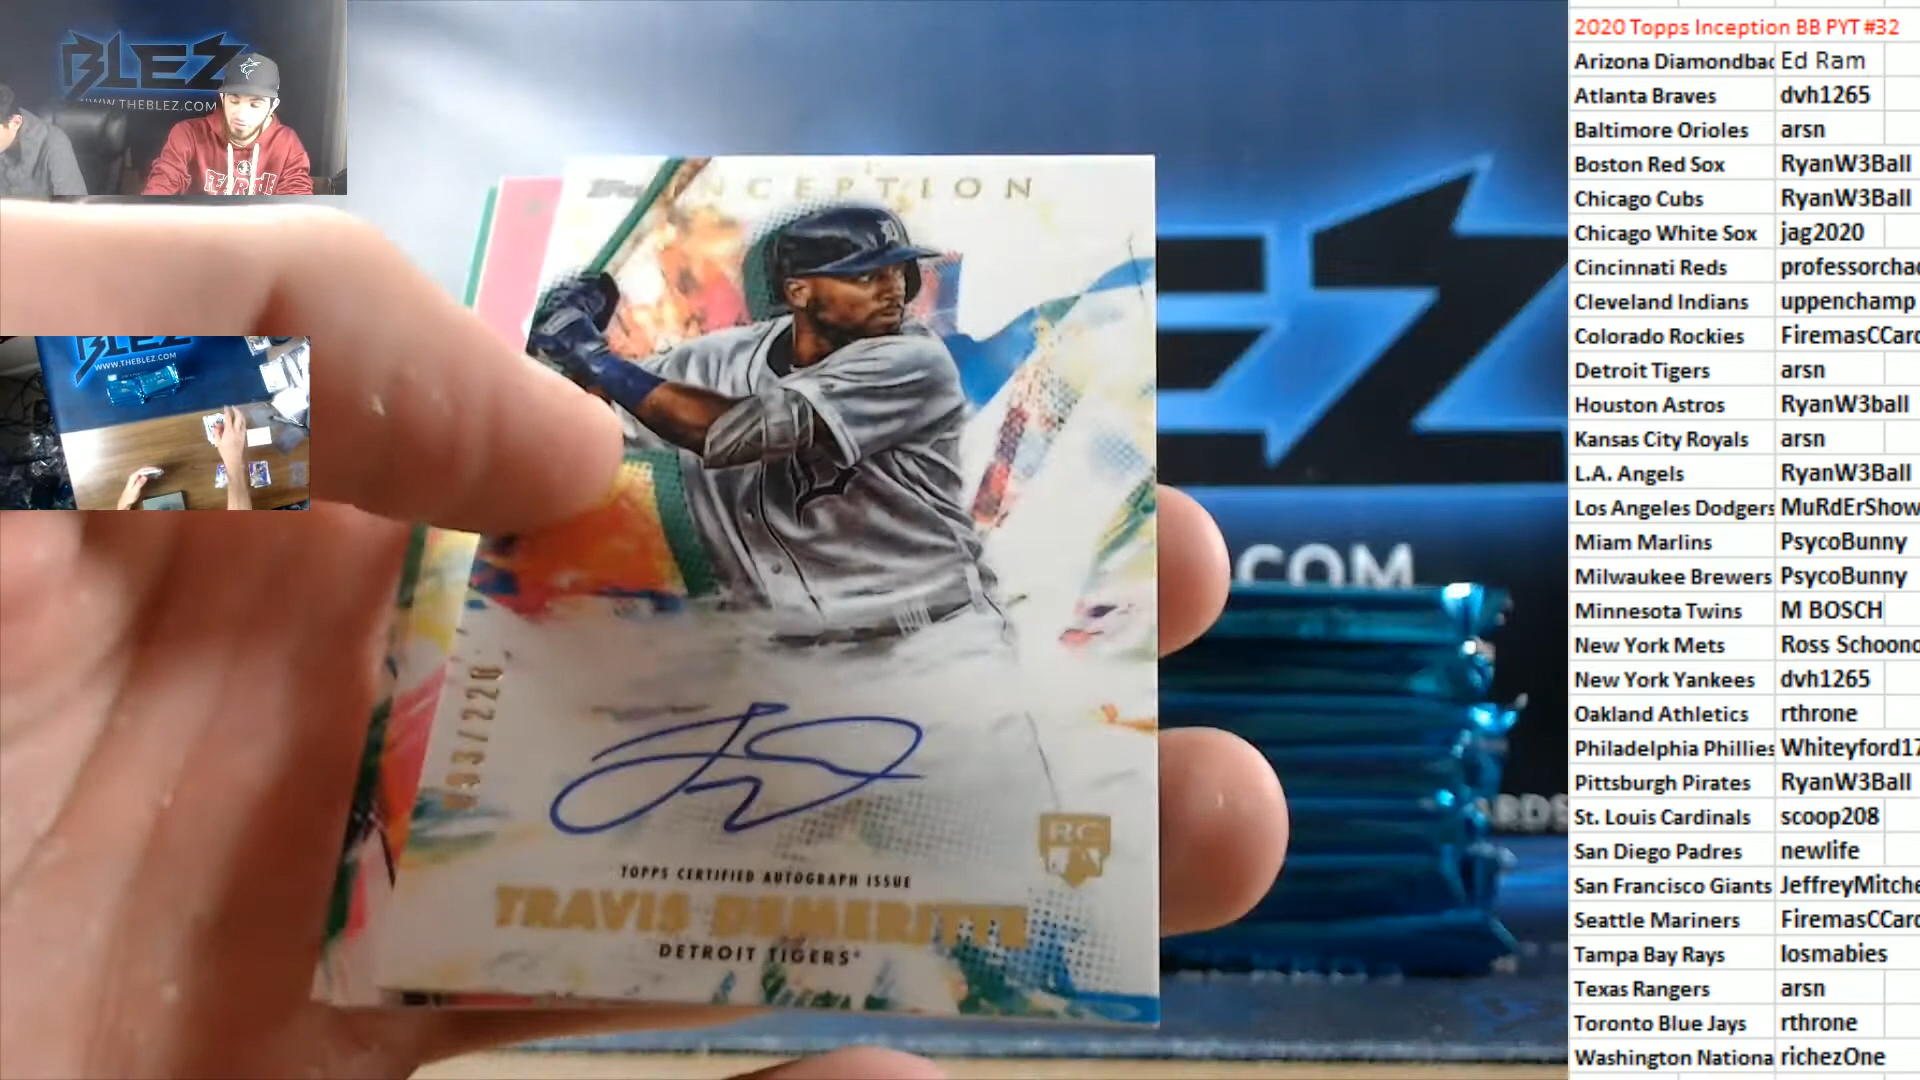 BLEZ
WWW.THEBLEZ.COM
FEAR THE
BLEZ
WWW.THEBLEZ.COM
INCEPTION
EZ
.COM
ARDS
TOPPS CERTIFIED AUTOGRAPH ISSUE
RC
TRAVIS DEMERITTE
DETROIT TIGERS
2020 Topps Inception BB PYT #32
Arizona Diamondbac Ed Ram
Atlanta Braves dvh1265
Baltimore Orioles arsn
Boston Red Sox RyanW3Ball
Chicago Cubs RyanW3Ball
Chicago White Sox jag2020
Cincinnati Reds professorchad
Cleveland Indians uppenchamp
Colorado Rockies FiremasCCard
Detroit Tigers arsn
Houston Astros RyanW3ball
Kansas City Royals arsn
L.A. Angels RyanW3Ball
Los Angeles Dodgers MuRdErShow
Miam Marlins PsycoBunny
Milwaukee Brewers PsycoBunny
Minnesota Twins M BOSCH
New York Mets Ross Schoono
New York Yankees dvh1265
Oakland Athletics rthrone
Philadelphia Phillies Whiteyford17
Pittsburgh Pirates RyanW3Ball
St. Louis Cardinals scoop208
San Diego Padres newlife
San Francisco Giants JeffreyMitche
Seattle Mariners FiremasCCard
Tampa Bay Rays losmabies
Texas Rangers arsn
Toronto Blue Jays rthrone
Washington Nationa richezOne